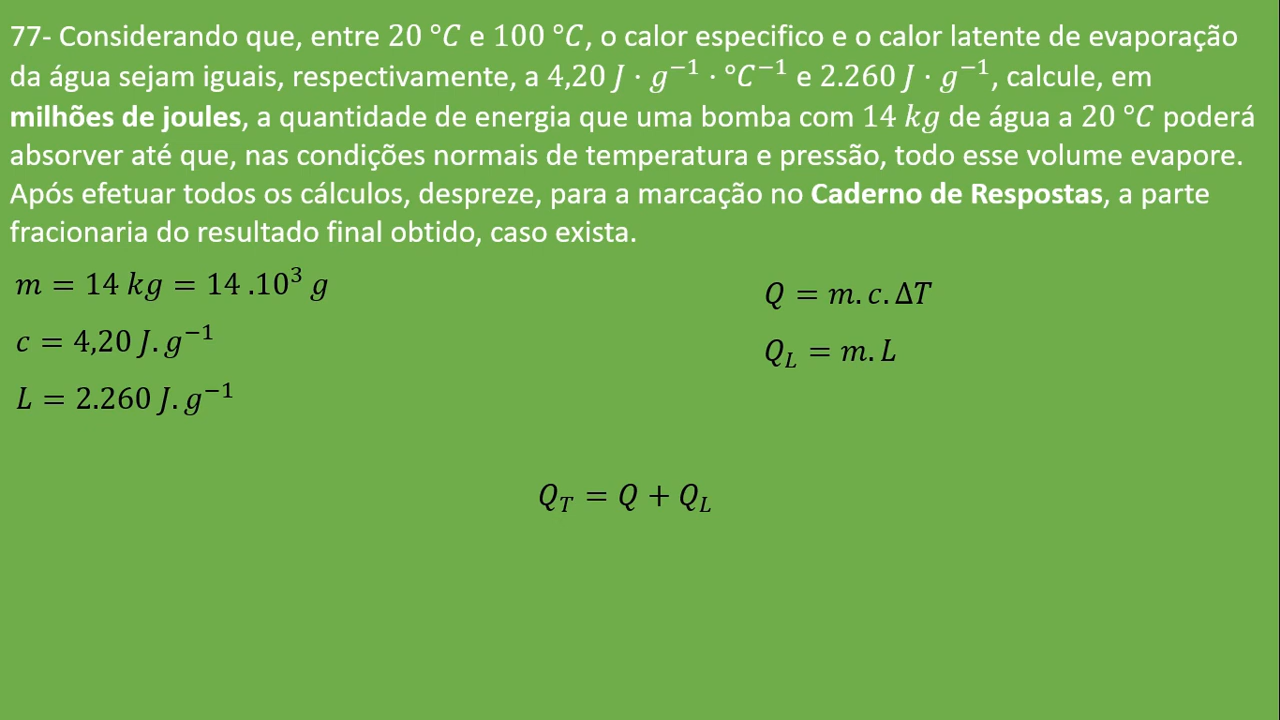 77- Considerando que, entre 20 °C e 100 °C, o calor especifico e o calor latente de evaporação
da água sejam iguais, respectivamente, a 4,20 J · g⁻¹ · °C⁻¹ e 2.260 J · g⁻¹, calcule, em
milhões de joules, a quantidade de energia que uma bomba com 14 kg de água a 20 °C poderá
absorver até que, nas condições normais de temperatura e pressão, todo esse volume evapore.
Após efetuar todos os cálculos, despreze, para a marcação no Caderno de Respostas, a parte
fracionaria do resultado final obtido, caso exista.
m = 14 kg = 14 .10³ g
c = 4,20 J. g⁻¹
L = 2.260 J. g⁻¹
Q = m. c. ΔT
Q_L = m. L
Q_T = Q + Q_L